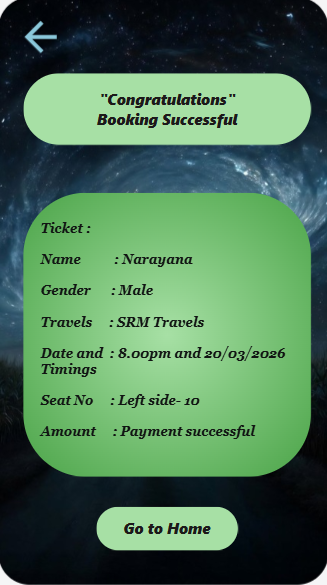 "Congratulations"
Booking Successful
Ticket :
Name : Narayana
Gender : Male
Travels : SRM Travels
Date and : 8.00pm and 20/03/2026
Timings
Seat No : Left side- 10
Amount : Payment successful
Go to Home